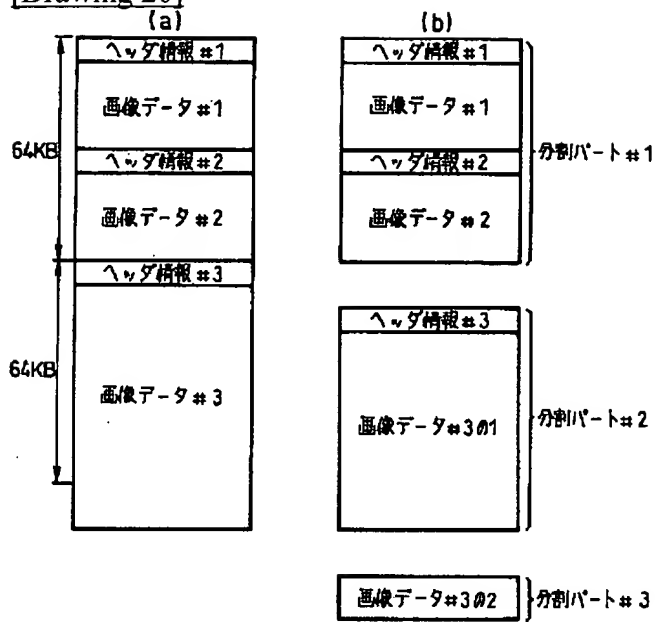 [Drawing 20]
(a)
ヘッダ情報 #1
画像データ #1
ヘッダ情報 #2
画像データ #2
ヘッダ情報 #3
画像データ #3
64KB
64KB
(b)
ヘッダ情報 #1
画像データ #1
ヘッダ情報 #2
画像データ #2
分割パート #1
ヘッダ情報 #3
画像データ #3の1
分割パート #2
画像データ #3の2
分割パート #3